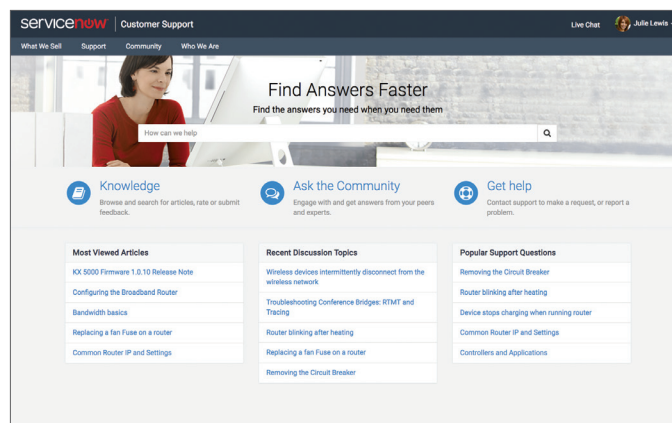 servicenow Customer Support
Live Chat
Julie Lewis
What We Sell Support Community Who We Are
Find Answers Faster
Find the answers you need when you need them
How can we help
Knowledge
Browse and search for articles, rate or submit
feedback.
Ask the Community
Engage with and get answers from your peers
and experts.
Get help
Contact support to make a request, or report a
problem.
Most Viewed Articles
KX 5000 Firmware 1.0.10 Release Note
Configuring the Broadband Router
Bandwidth basics
Replacing a fan Fuse on a router
Common Router IP and Settings
Recent Discussion Topics
Wireless devices intermittently disconnect from the
wireless network
Troubleshooting Conference Bridges: RTMT and
Tracing
Router blinking after heating
Replacing a fan Fuse on a router
Removing the Circuit Breaker
Popular Support Questions
Removing the Circuit Breaker
Router blinking after heating
Device stops charging when running router
Common Router IP and Settings
Controllers and Applications